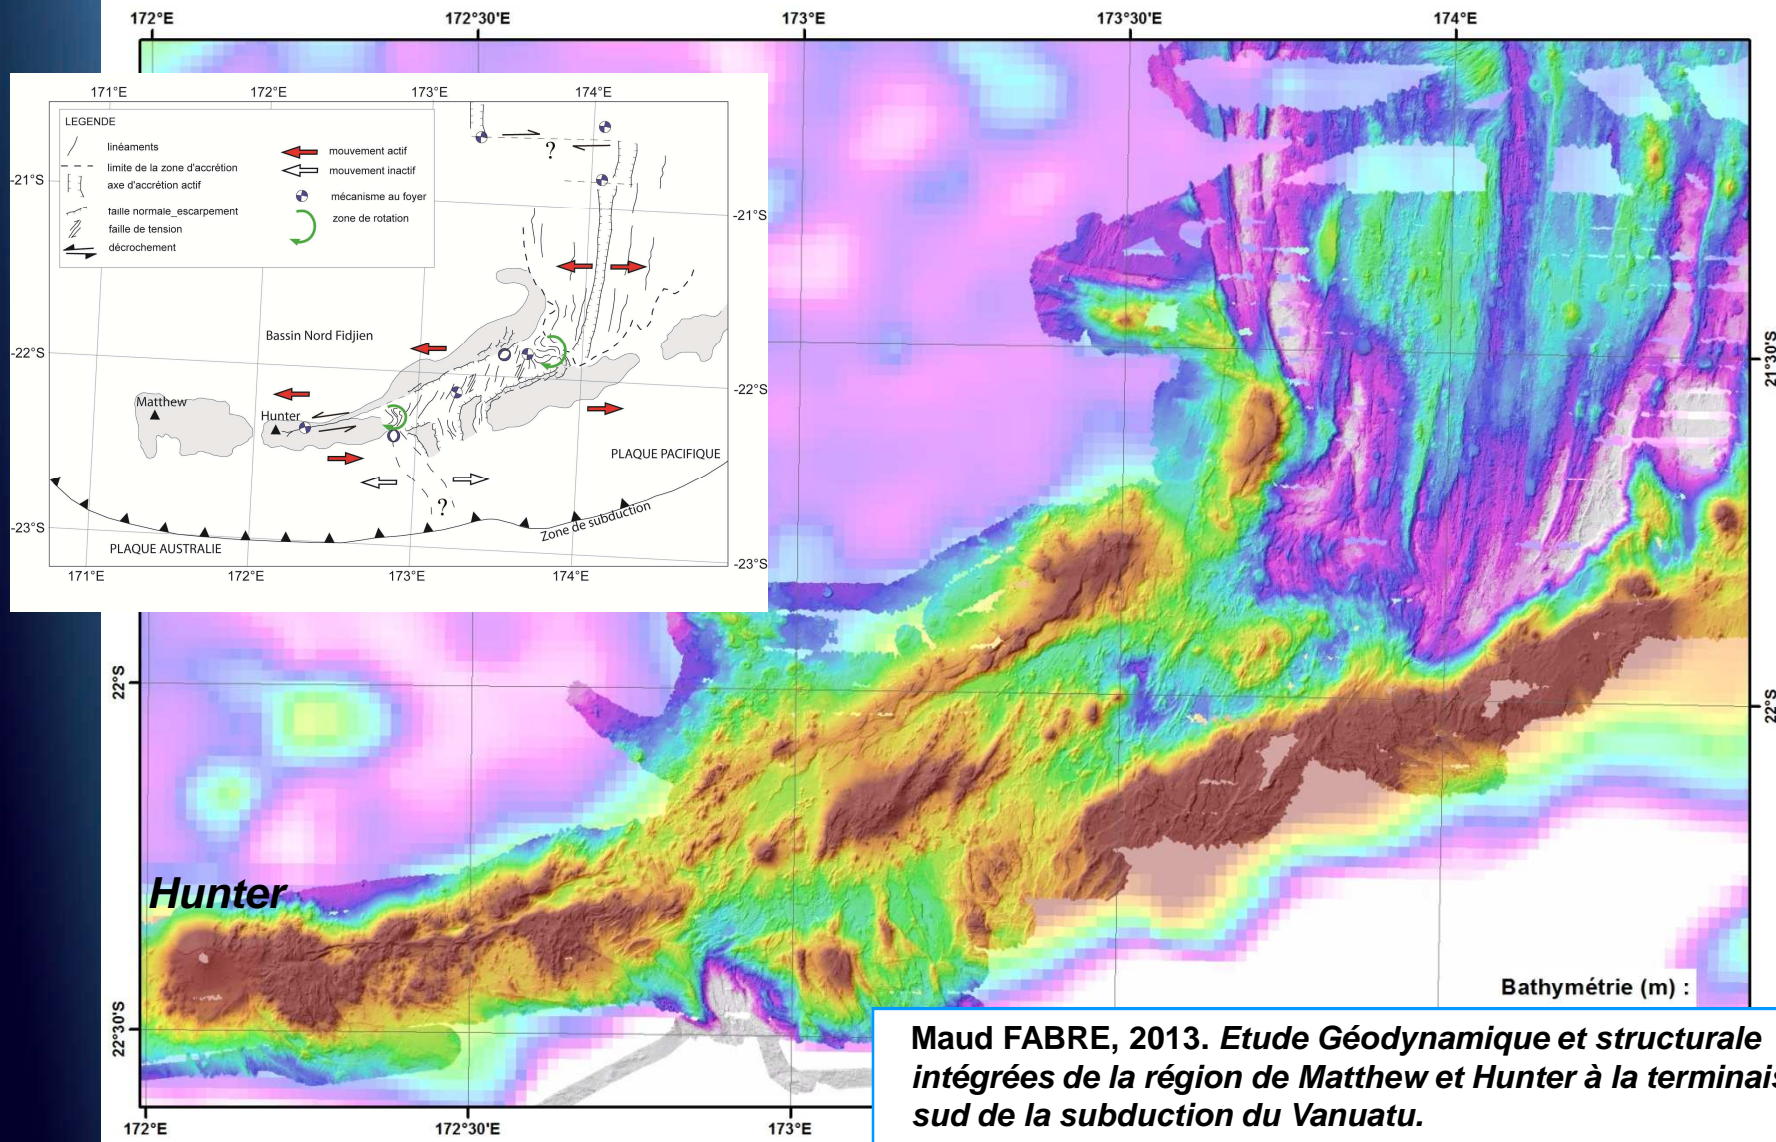 172°E
172°30'E
173°E
173°30'E
174°E
171°E
172°E
173°E
174°E
LEGENDE
linéaments
limite de la zone d'accrétion
axe d'accrétion actif
faille normale_escarpement
faille de tension
décrochement
mouvement actif
mouvement inactif
mécanisme au foyer
zone de rotation
?
-21°S
-21°S
Bassin Nord Fidjien
-22°S
-22°S
Matthew
Hunter
PLAQUE PACIFIQUE
?
-23°S
Zone de subduction
PLAQUE AUSTRALIE
-23°S
171°E
172°E
173°E
174°E
21°30'S
22°S
22°S
Hunter
22°30'S
Bathymétrie (m) :
Maud FABRE, 2013. Etude Géodynamique et structurale
intégrées de la région de Matthew et Hunter à la terminais
sud de la subduction du Vanuatu.
172°E
172°30'E
173°E